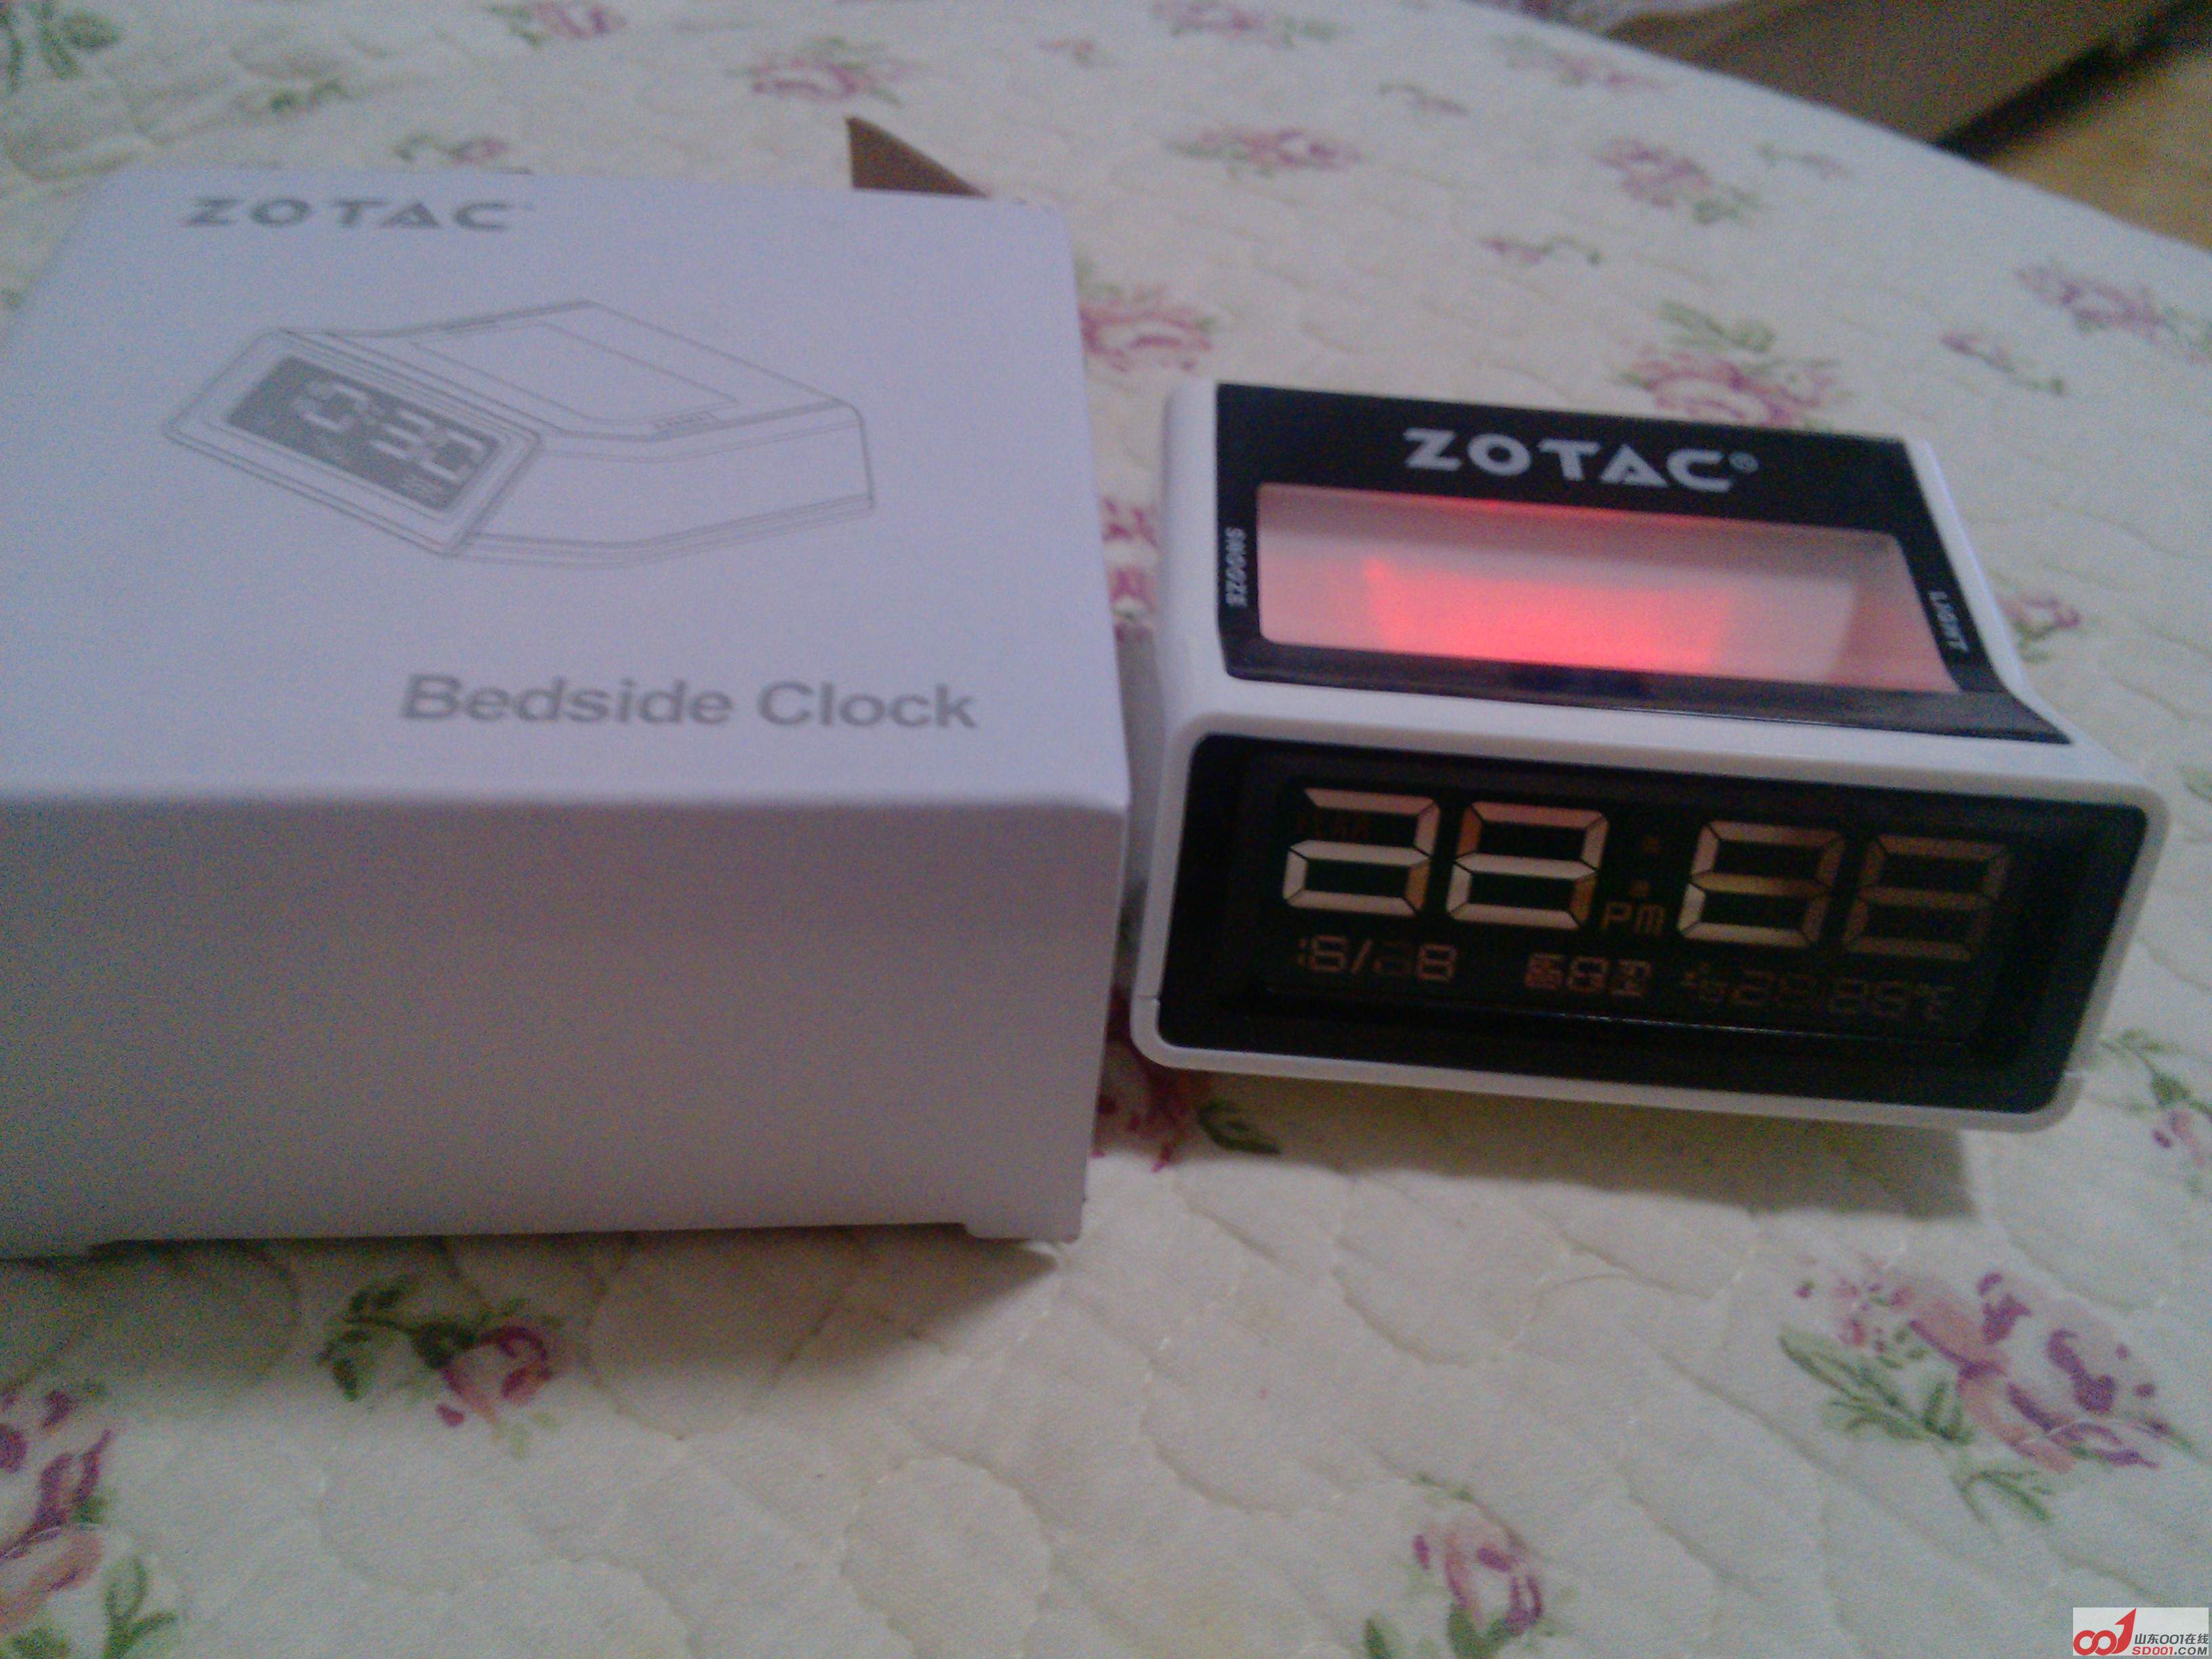 ZOTAC
Bedside Clock
ZOTAC®
SNOOZE
LIGHT
PM
山东001在线
SD001.COM